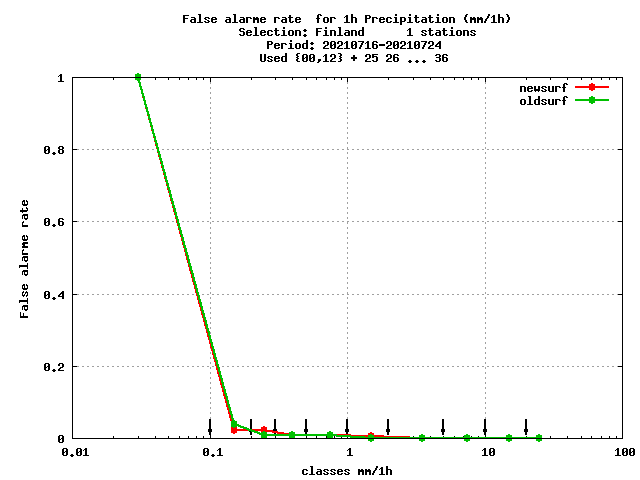 False alarme rate  for 1h Precipitation (mm/1h)
Selection: Finland      1 stations
Period: 20210716-20210724
Used {00,12} + 25 26 ... 36
newsurf
oldsurf
1
0.8
0.6
0.4
0.2
0
False alarme rate
0.01 0.1 1 10 100
classes mm/1h